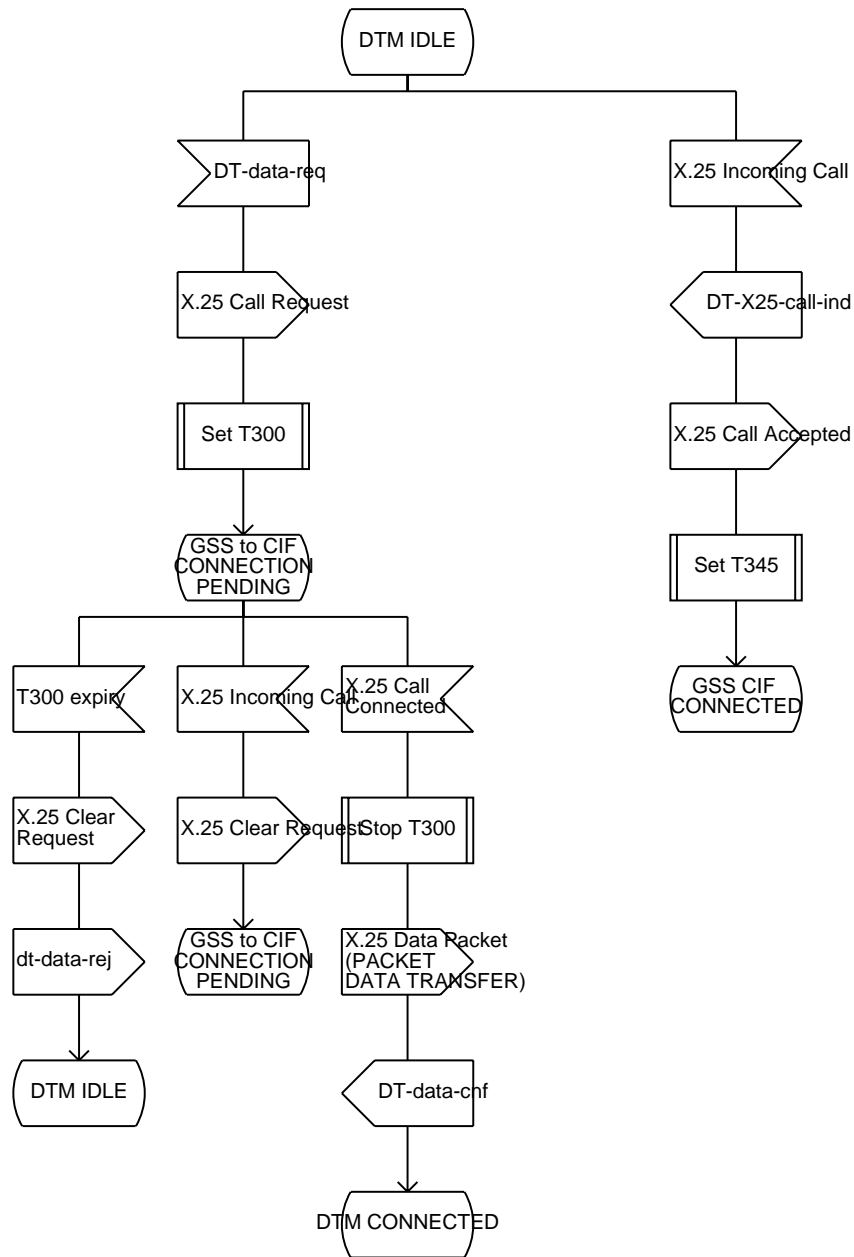 DTM IDLE
DT-data-req
X.25 Incoming Call
X.25 Call Request
DT-X25-call-ind
Set T300
X.25 Call Accepted
GSS to CIF
CONNECTION
PENDING
Set T345
T300 expiry
X.25 Incoming Call
X.25 Call
Connected
GSS CIF
CONNECTED
X.25 Clear
Request
X.25 Clear Request
Stop T300
dt-data-rej
GSS to CIF
CONNECTION
PENDING
X.25 Data Packet
(PACKET
DATA TRANSFER)
DTM IDLE
DT-data-cnf
DTM CONNECTED